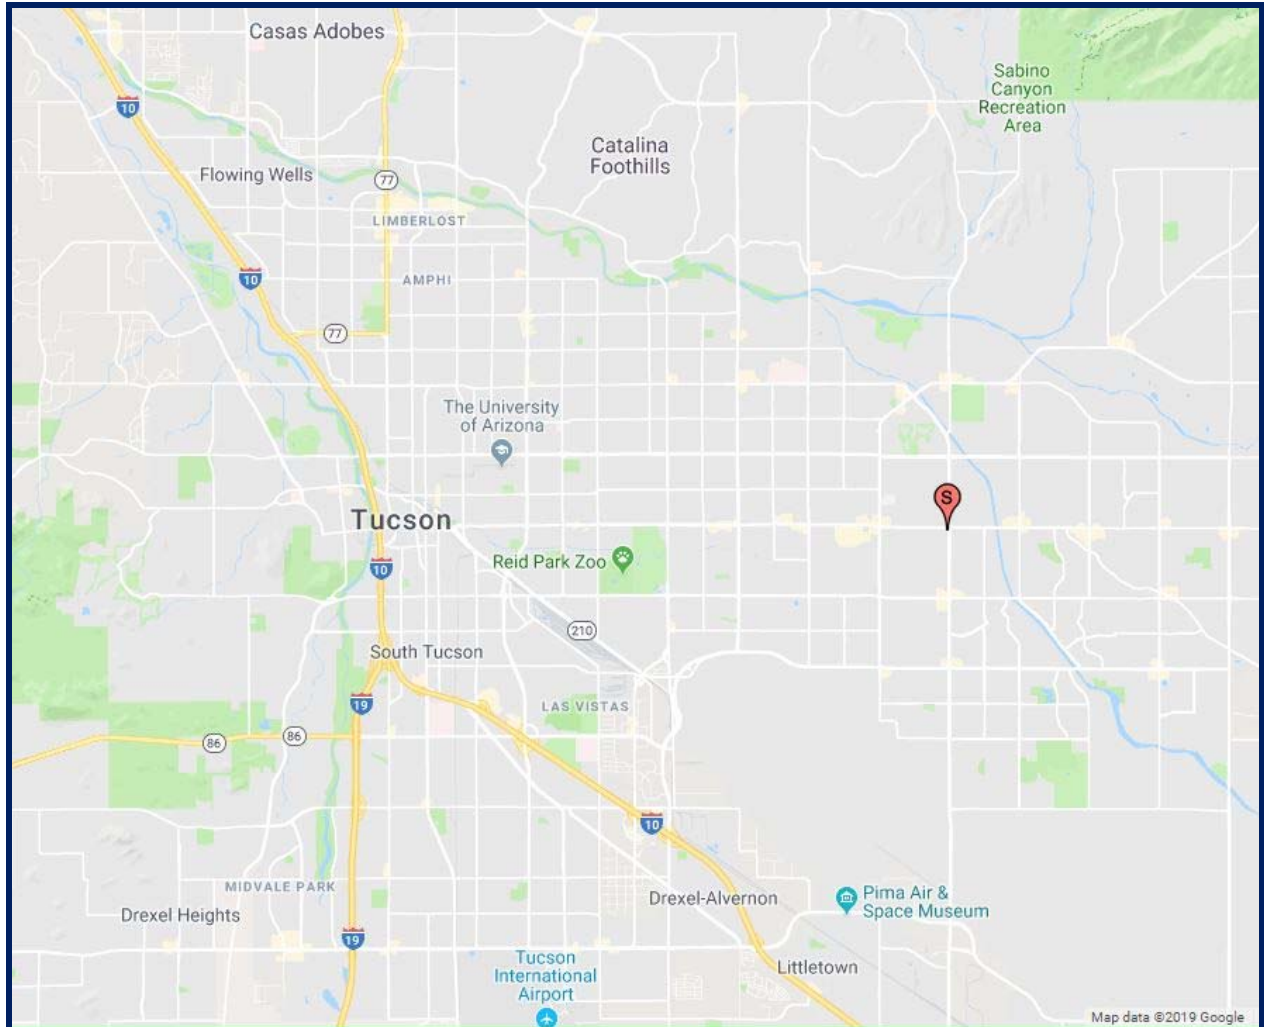 Casas Adobes
Sabino
Canyon
Recreation
Area
10
Catalina
Foothills
Flowing Wells
77
LIMBERLOST
10
AMPHI
77
The University
of Arizona
S
Tucson
Reid Park Zoo
10
210
South Tucson
19
LAS VISTAS
86
86
10
MIDVALE PARK
Drexel-Alvernon
Pima Air &
Space Museum
Drexel Heights
19
Tucson
International
Airport
Littletown
Map data ©2019 Google